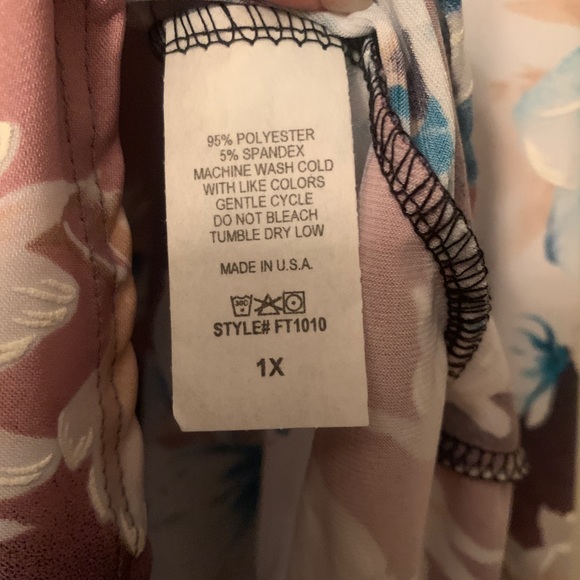 95% POLYESTER
5% SPANDEX
MACHINE WASH COLD
WITH LIKE COLORS
GENTLE CYCLE
DO NOT BLEACH
TUMBLE DRY LOW
MADE IN U.S.A.
30C
STYLE# FT1010
1X